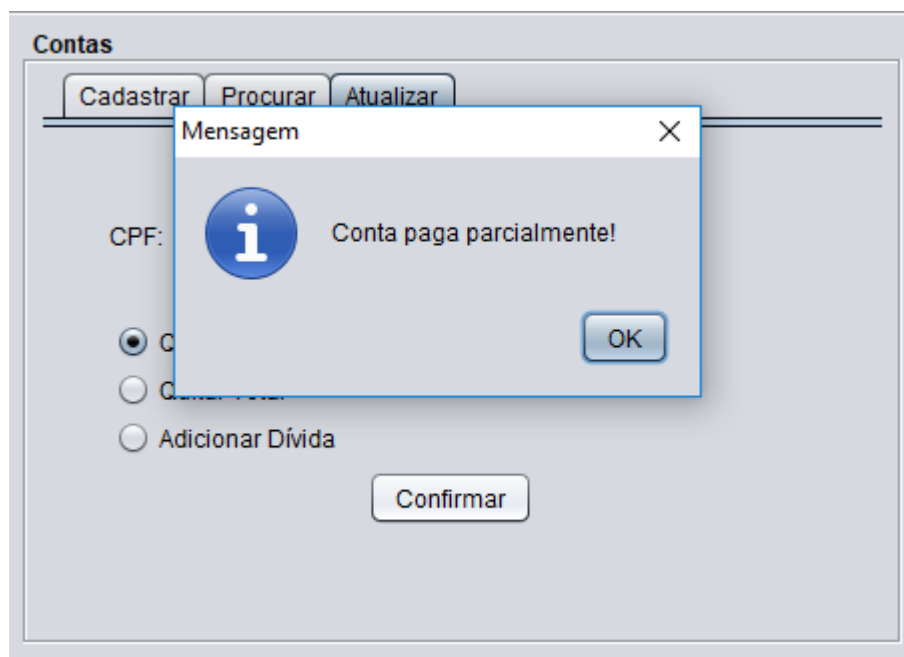 Contas
Cadastrar Procurar Atualizar
Mensagem
CPF:
Conta paga parcialmente!
OK
Adicionar Dívida
Confirmar